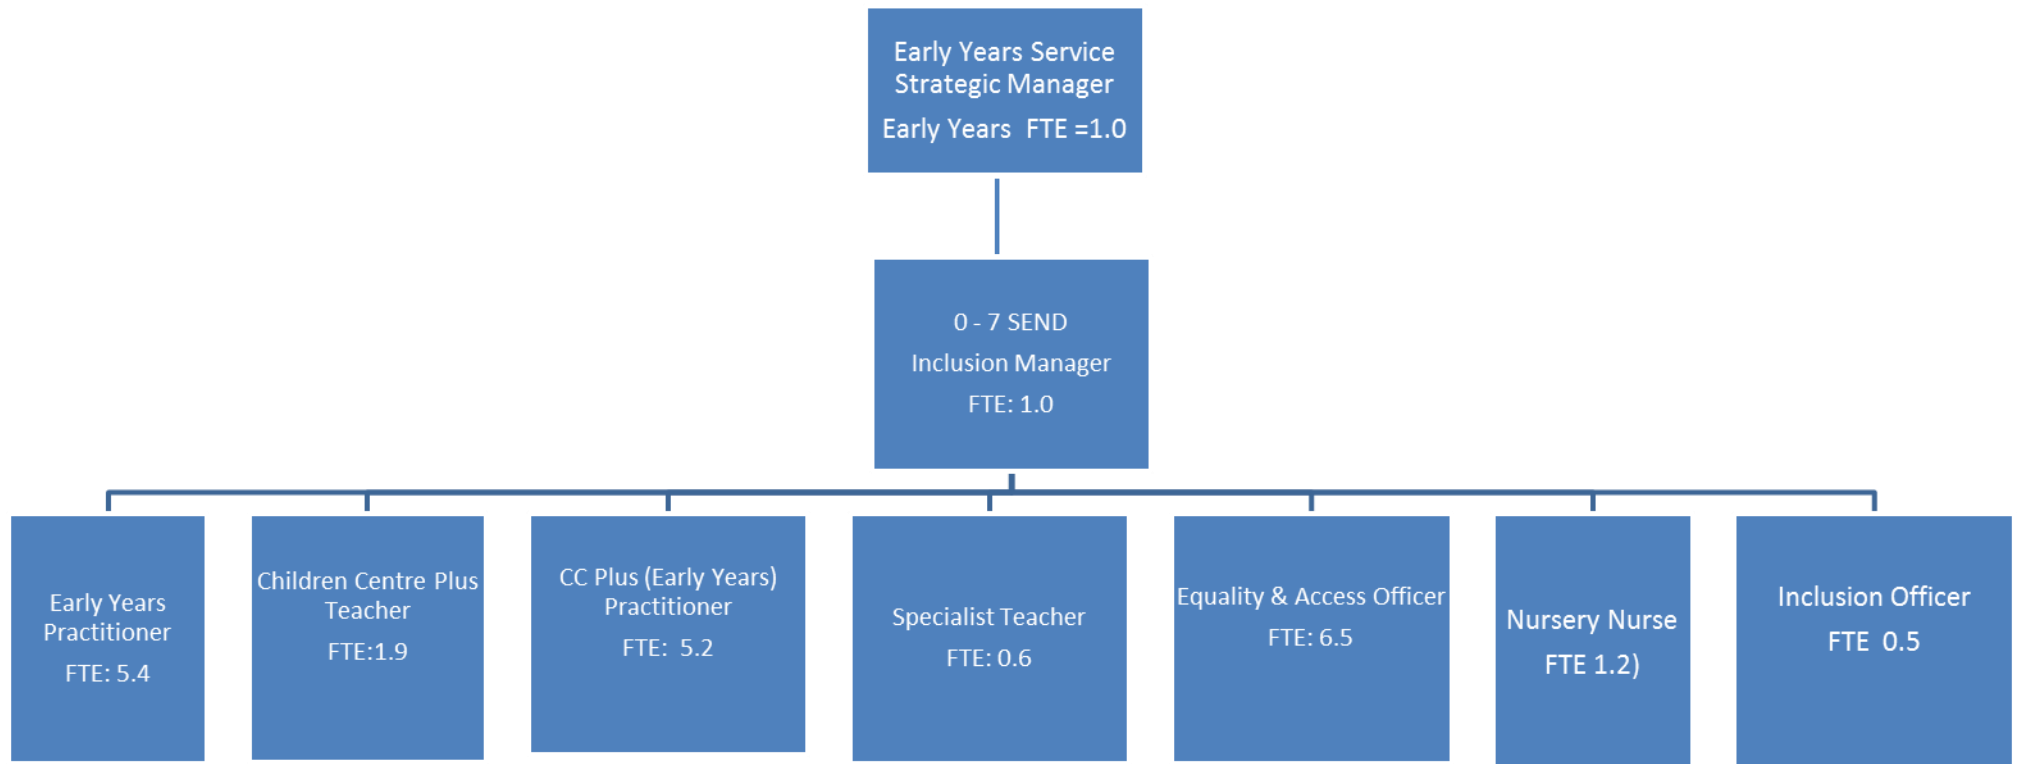 Early Years Service
Strategic Manager
Early Years  FTE =1.0
0 - 7 SEND
Inclusion Manager
FTE: 1.0
Early Years
Practitioner
FTE: 5.4
Children Centre Plus
Teacher
FTE:1.9
CC Plus (Early Years)
Practitioner
FTE:  5.2
Specialist Teacher
FTE: 0.6
Equality & Access Officer
FTE: 6.5
Nursery Nurse
FTE 1.2)
Inclusion Officer
FTE  0.5